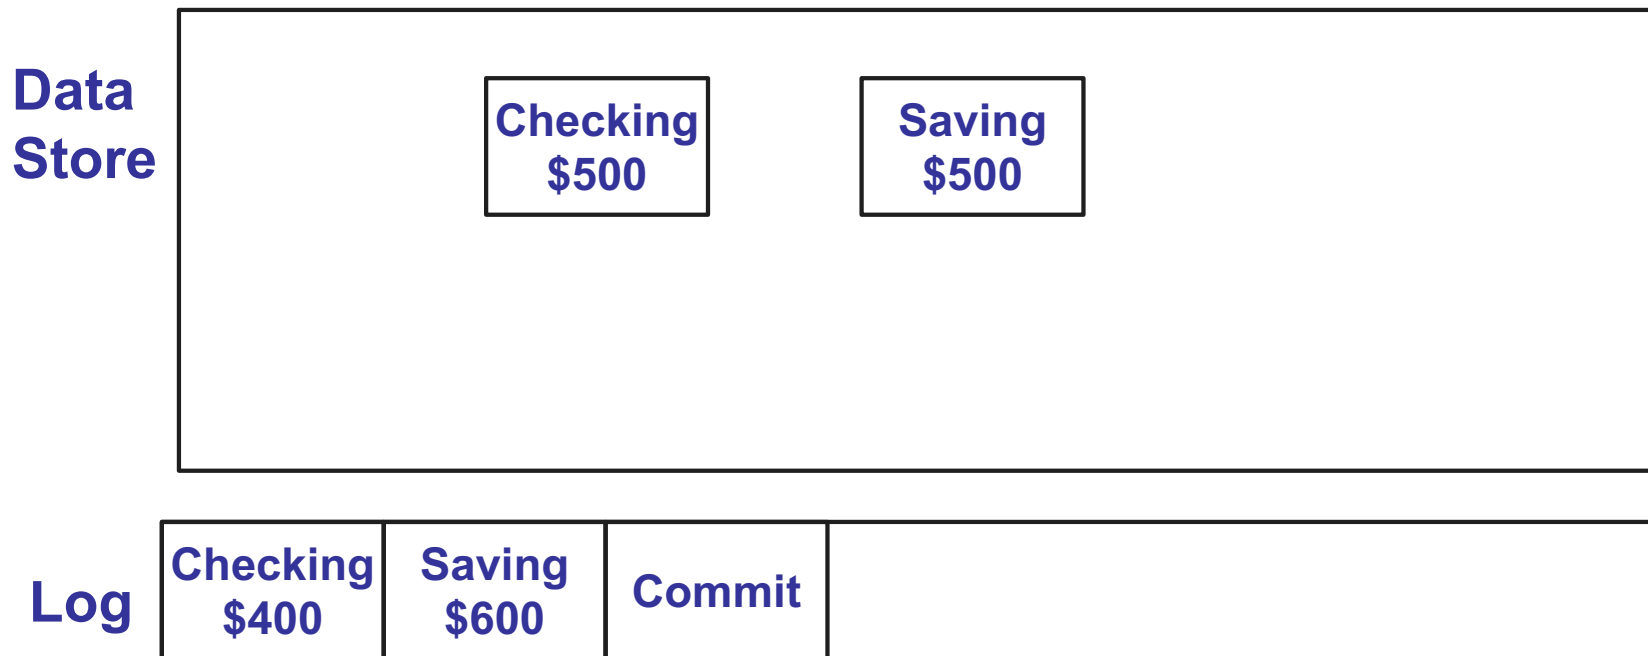 Data
Store
Checking
$500
Saving
$500
Log
Checking
$400
Saving
$600
Commit